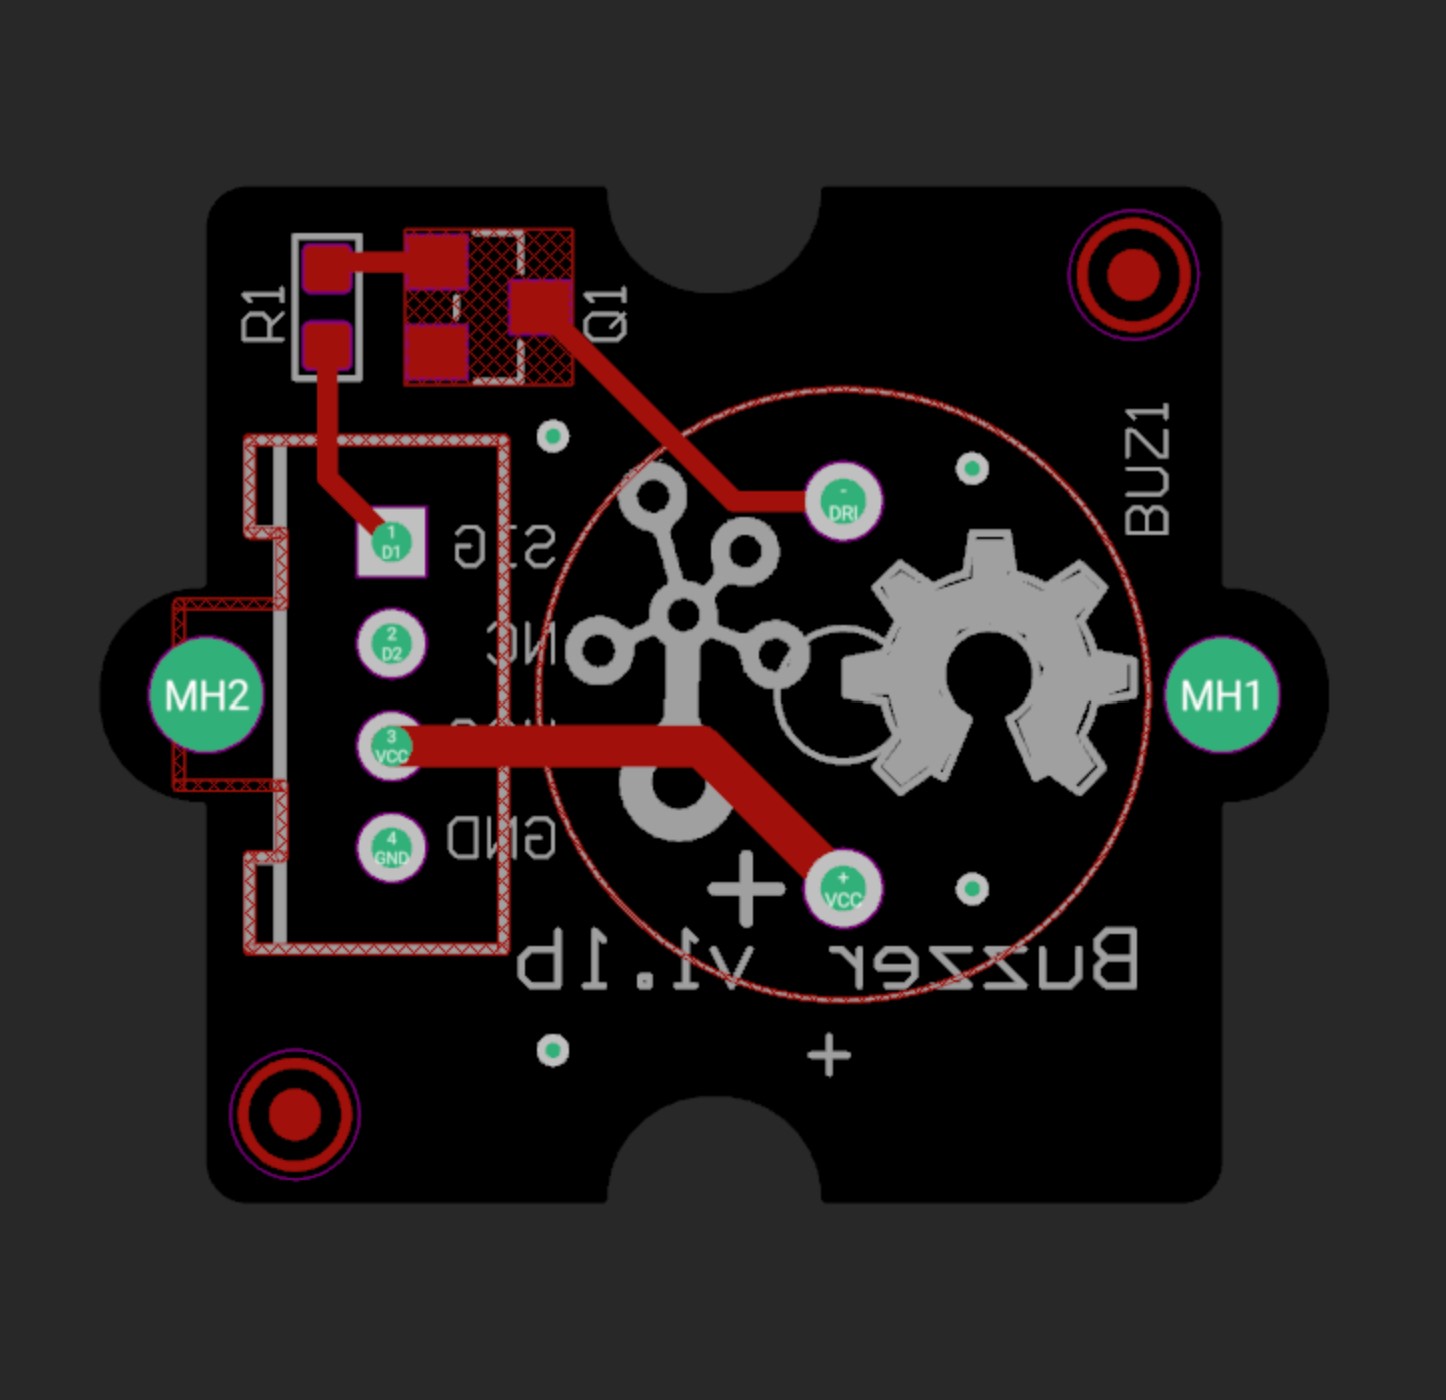 R1
Q1
BUZ1
1
D1
SIG
-
DRI
2
D2
NC
MH2
MH1
3
VCC
4
GND
GND
+
+
VCC
Buzzer v1.1b
+